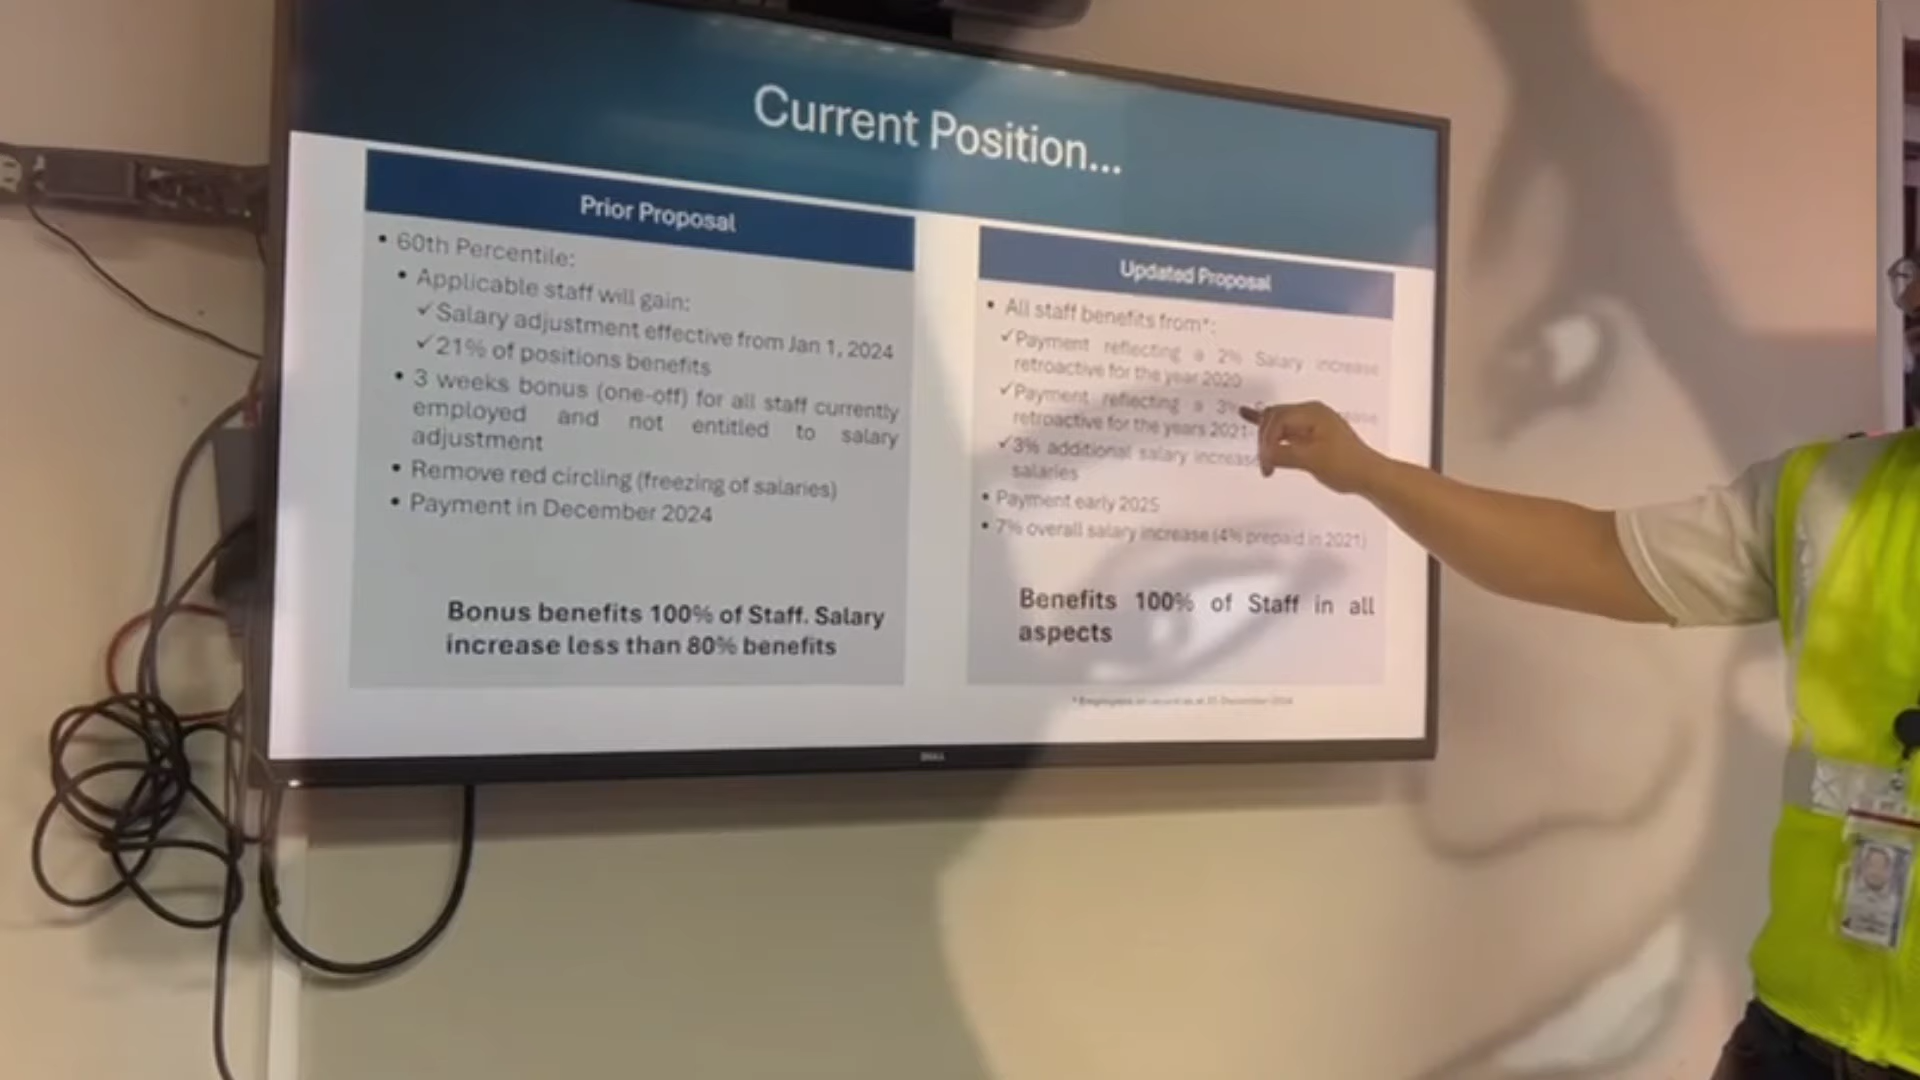 Current Position...
Prior Proposal
• 60th Percentile:
• Applicable staff will gain:
✓Salary adjustment effective from Jan 1, 2024
✓21% of positions benefits
• 3 weeks bonus (one-off) for all staff currently
employed and not entitled to salary
adjustment
• Remove red circling (freezing of salaries)
• Payment in December 2024
Bonus benefits 100% of Staff. Salary
increase less than 80% benefits
Updated Proposal
• All staff benefits from*:
✓Payment reflecting a 2% Salary increase
retroactive for the year 2020
✓Payment reflecting a 3%
retroactive for the years 2021-
✓3% additional salary increase
salaries
• Payment early 2025
• 7% overall salary increase (4% prepaid in 2021)
Benefits 100% of Staff in all
aspects
DELL